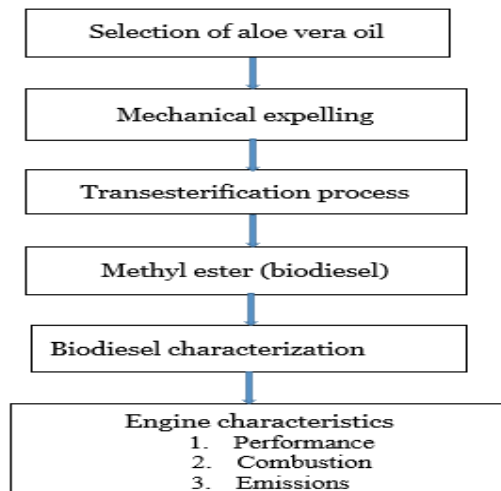 Selection of aloe vera oil
Mechanical expelling
Transesterification process
Methyl ester (biodiesel)
Biodiesel characterization
Engine characteristics
1. Performance
2. Combustion
3. Emissions